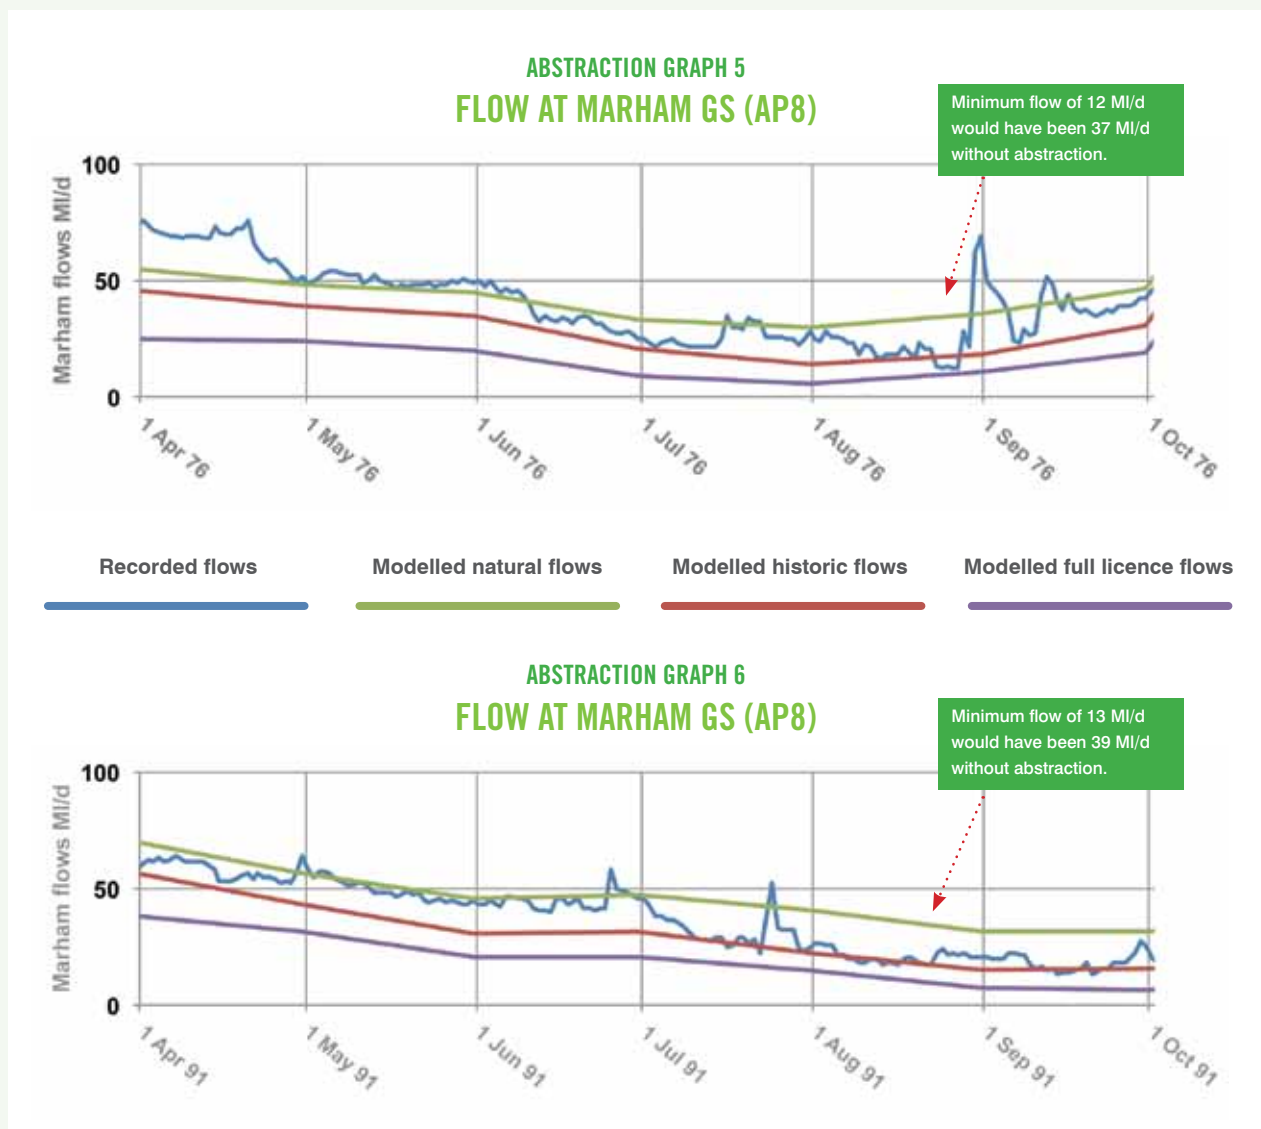 ABSTRACTION GRAPH 5
FLOW AT MARHAM GS (AP8)
Minimum flow of 12 Ml/d
would have been 37 Ml/d
without abstraction.
Marham flows Ml/d
100
50
0
1 Apr 76
1 May 76
1 Jun 76
1 Jul 76
1 Aug 76
1 Sep 76
1 Oct 76
Recorded flows
Modelled natural flows
Modelled historic flows
Modelled full licence flows
ABSTRACTION GRAPH 6
FLOW AT MARHAM GS (AP8)
Minimum flow of 13 Ml/d
would have been 39 Ml/d
without abstraction.
Marham flows Ml/d
100
50
0
1 Apr 91
1 May 91
1 Jun 91
1 Jul 91
1 Aug 91
1 Sep 91
1 Oct 91